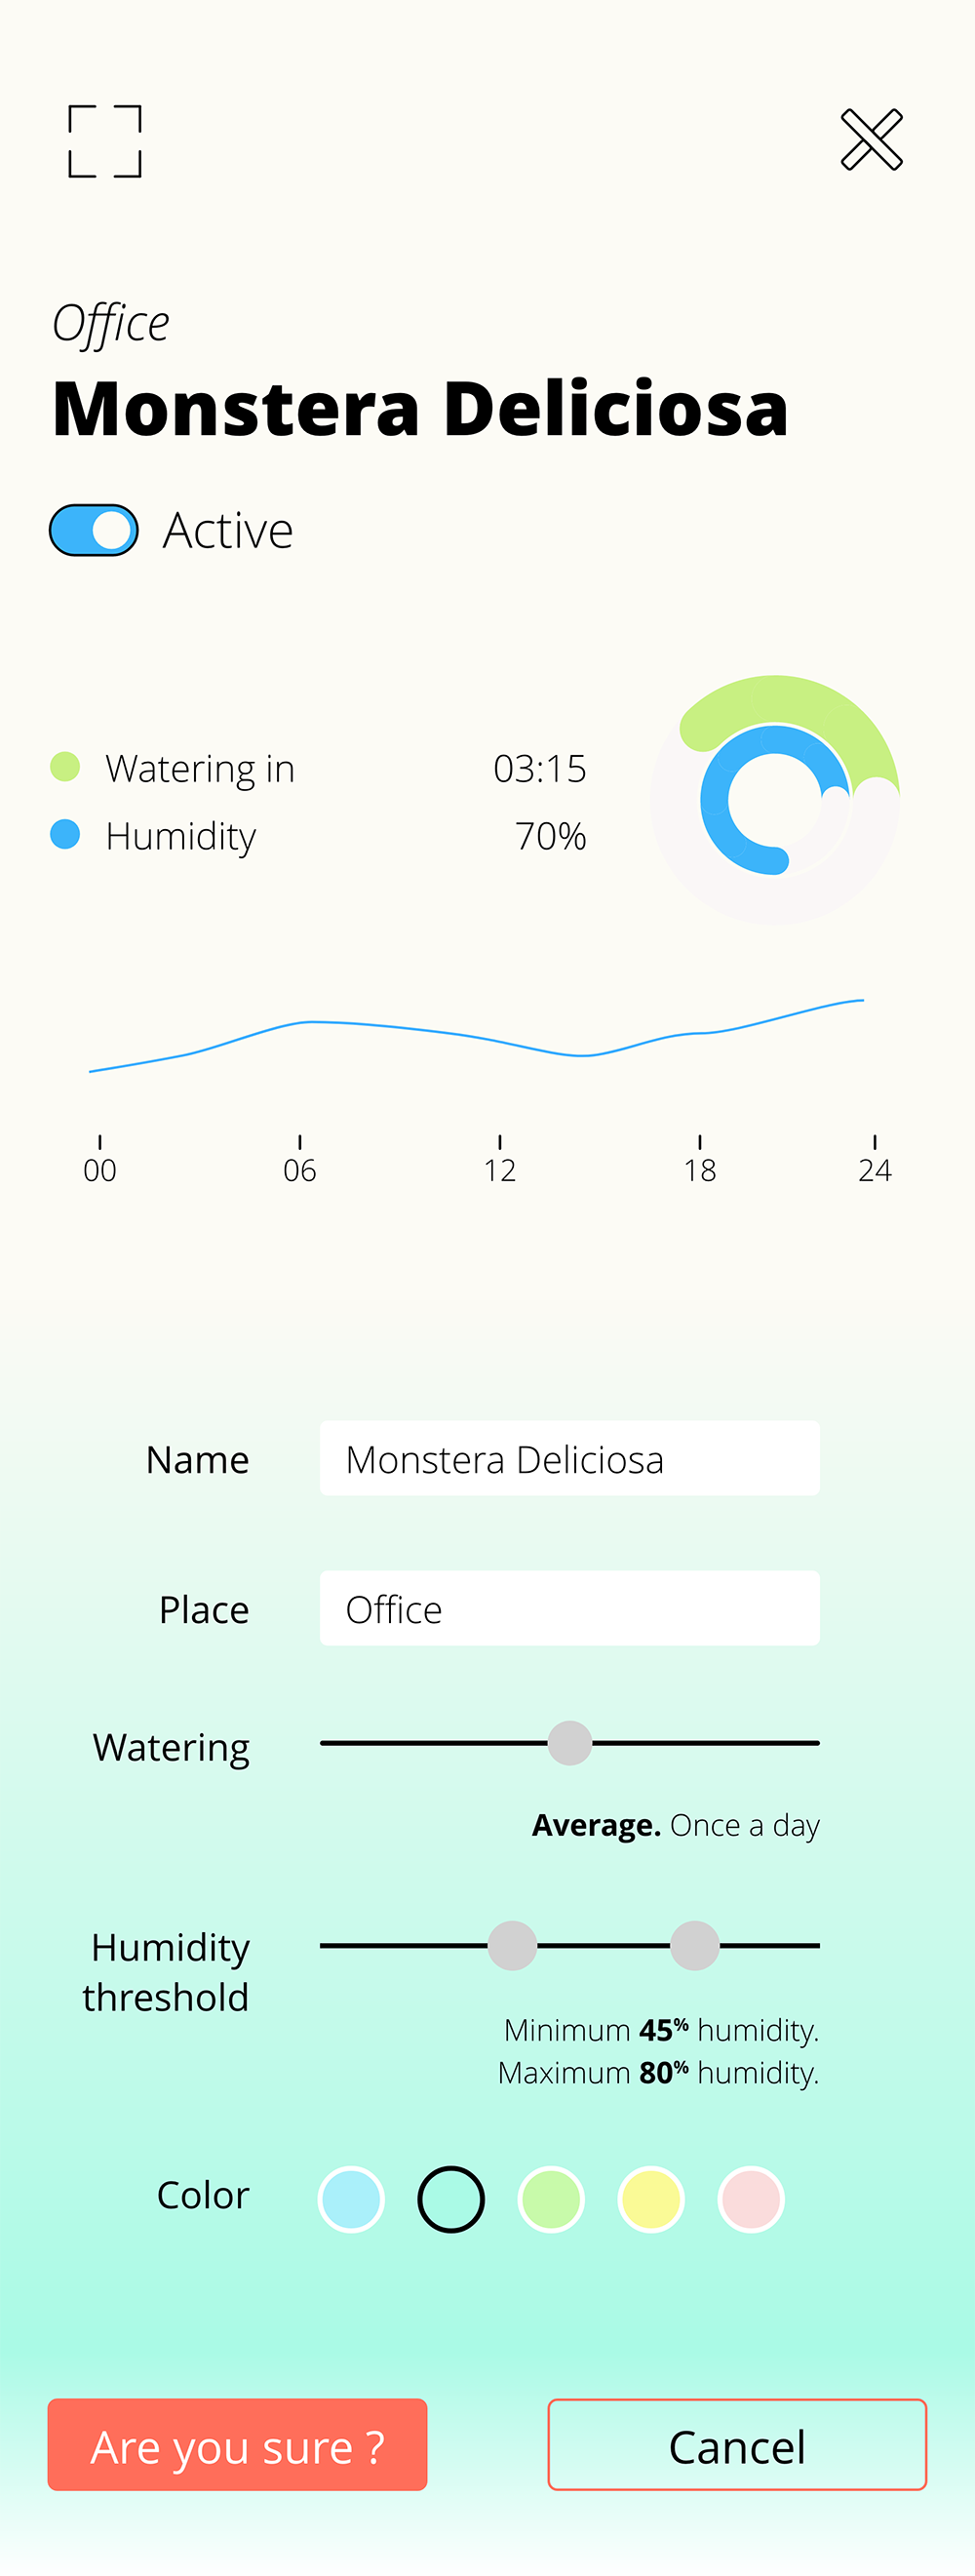 Office
Monstera Deliciosa
Active
Watering in 03:15
Humidity 70%
00 06 12 18 24
Name Monstera Deliciosa
Place Office
Watering
Average. Once a day
Humidity
threshold
Minimum 45% humidity.
Maximum 80% humidity.
Color
Are you sure ? Cancel